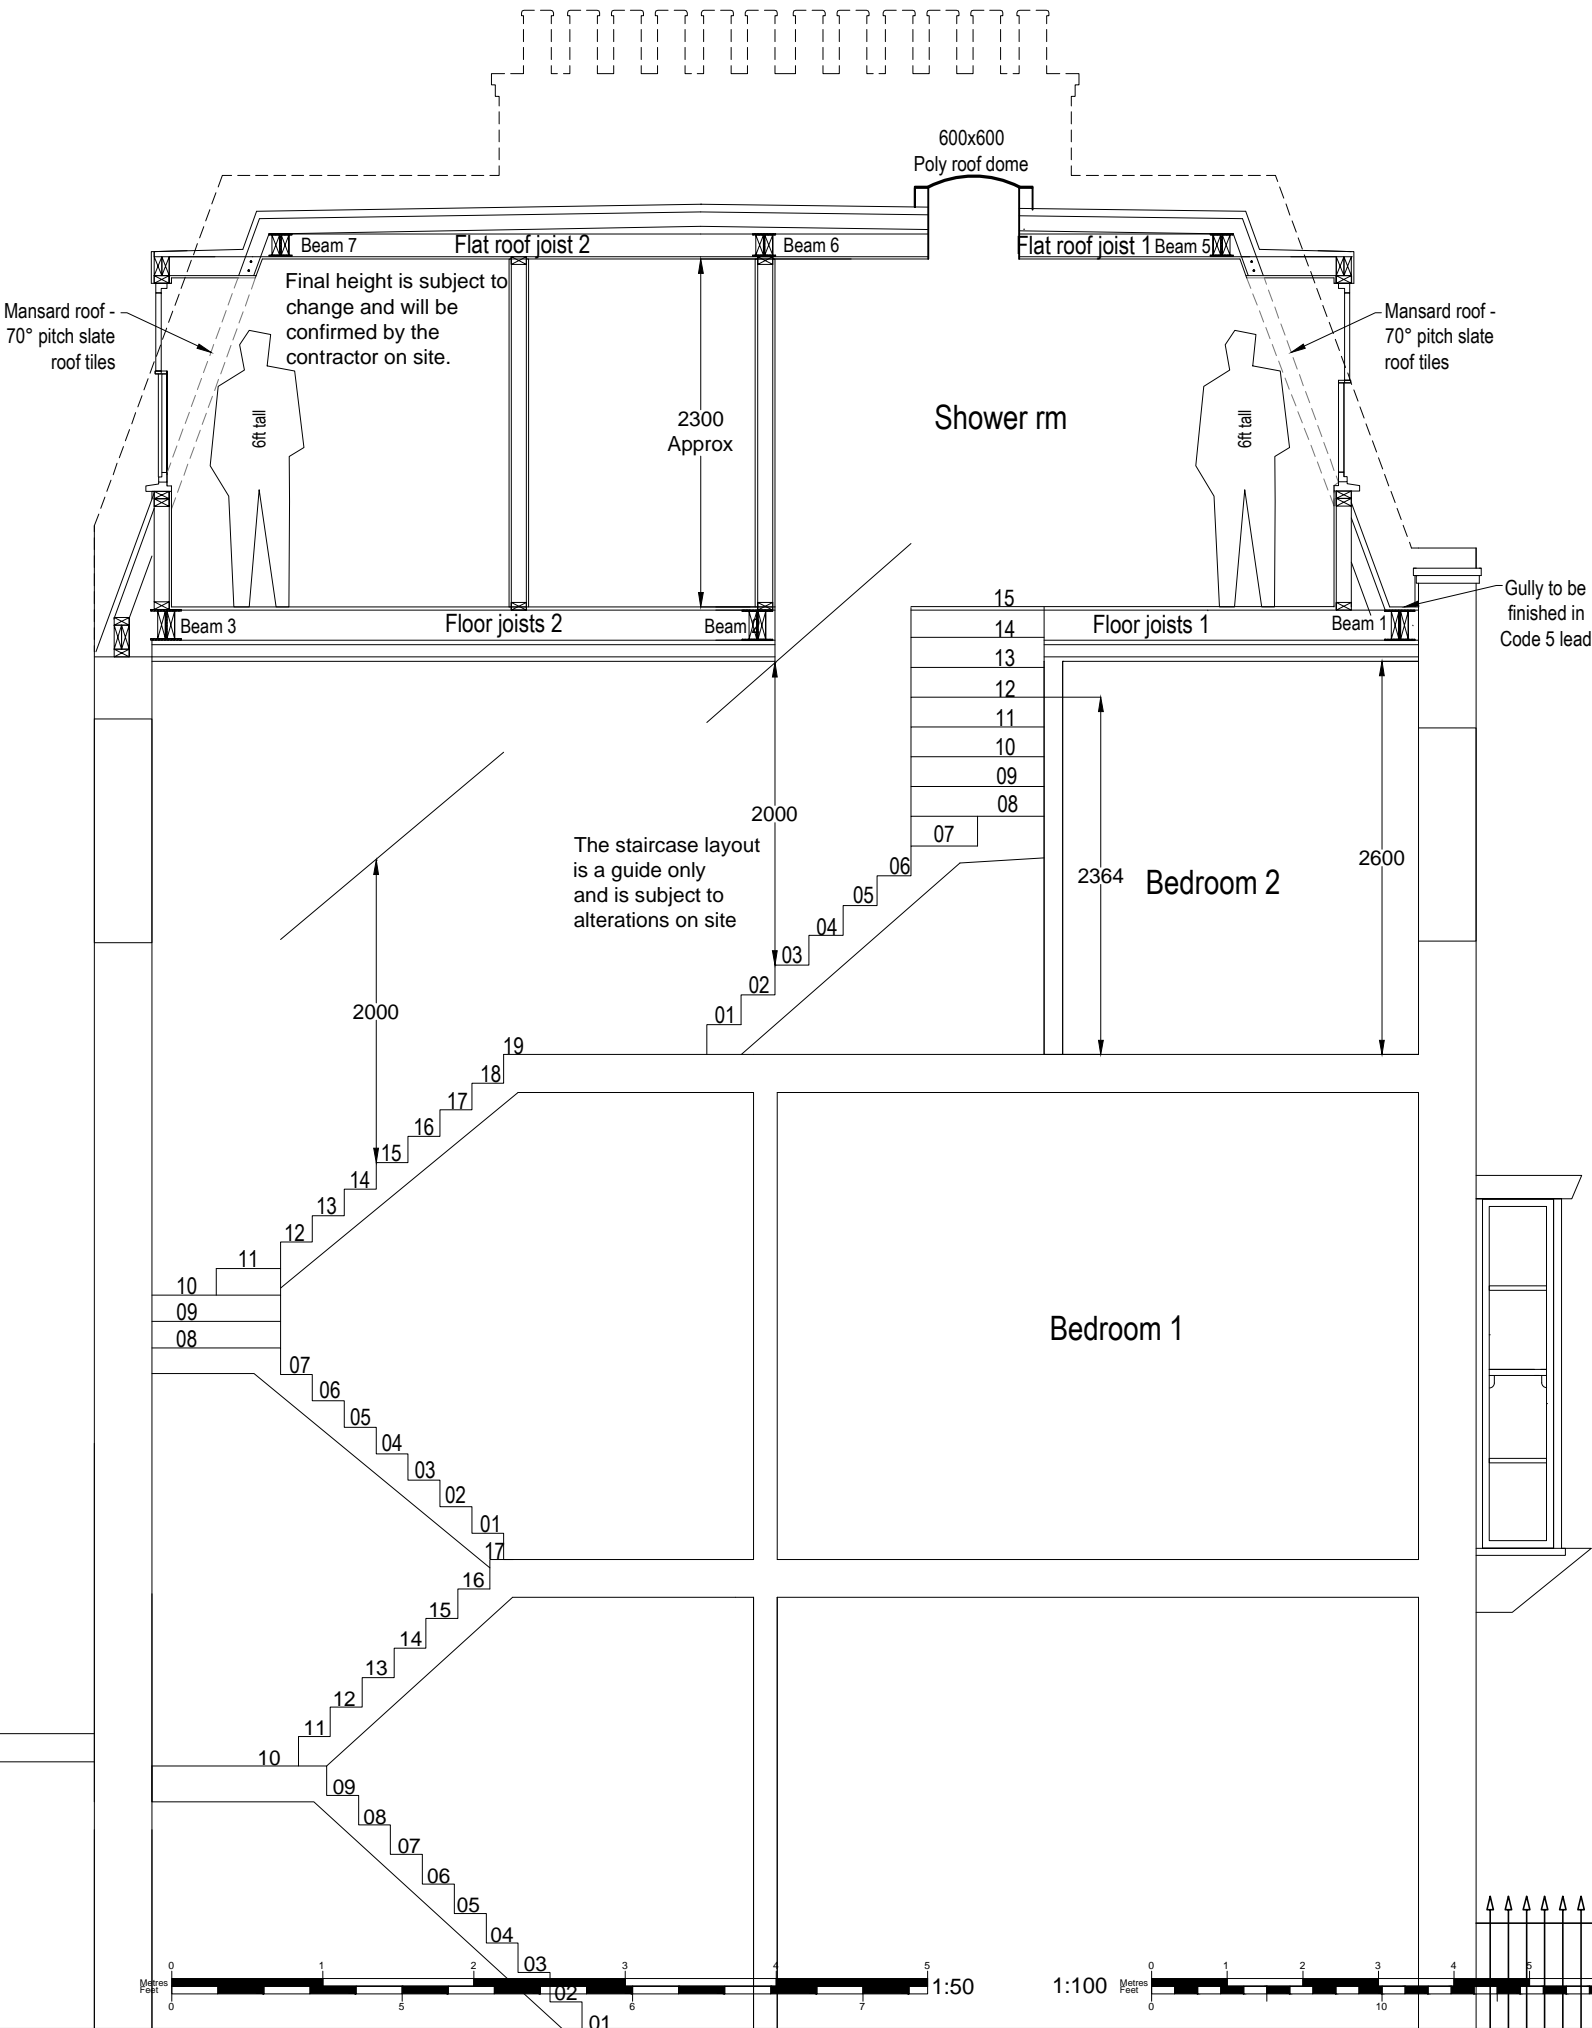 600x600
Poly roof dome
Beam 7
Flat roof joist 2
Beam 6
Flat roof joist 1
Beam 5
Final height is subject to
change and will be
confirmed by the
contractor on site.
Mansard roof -
70° pitch slate
roof tiles
Mansard roof -
70° pitch slate
roof tiles
6ft tall
2300
Approx
Shower rm
6ft tall
Beam 3
Floor joists 2
Beam
15
Floor joists 1
Beam 1
Gully to be
finished in
Code 5 lead
14
13
12
11
10
09
08
07
06
05
04
03
02
01
2000
The staircase layout
is a guide only
and is subject to
alterations on site
2364
Bedroom 2
2600
2000
19
18
17
16
15
14
13
12
11
10
09
08
07
06
05
04
03
02
01
Bedroom 1
17
16
15
14
13
12
11
10
09
08
07
06
05
04
03
02
01
0 1 2 3 4 5
Metres
Feet
0 5 6 7
1:50
1:100
0 1 2 3 4 5
Metres
Feet
0 10